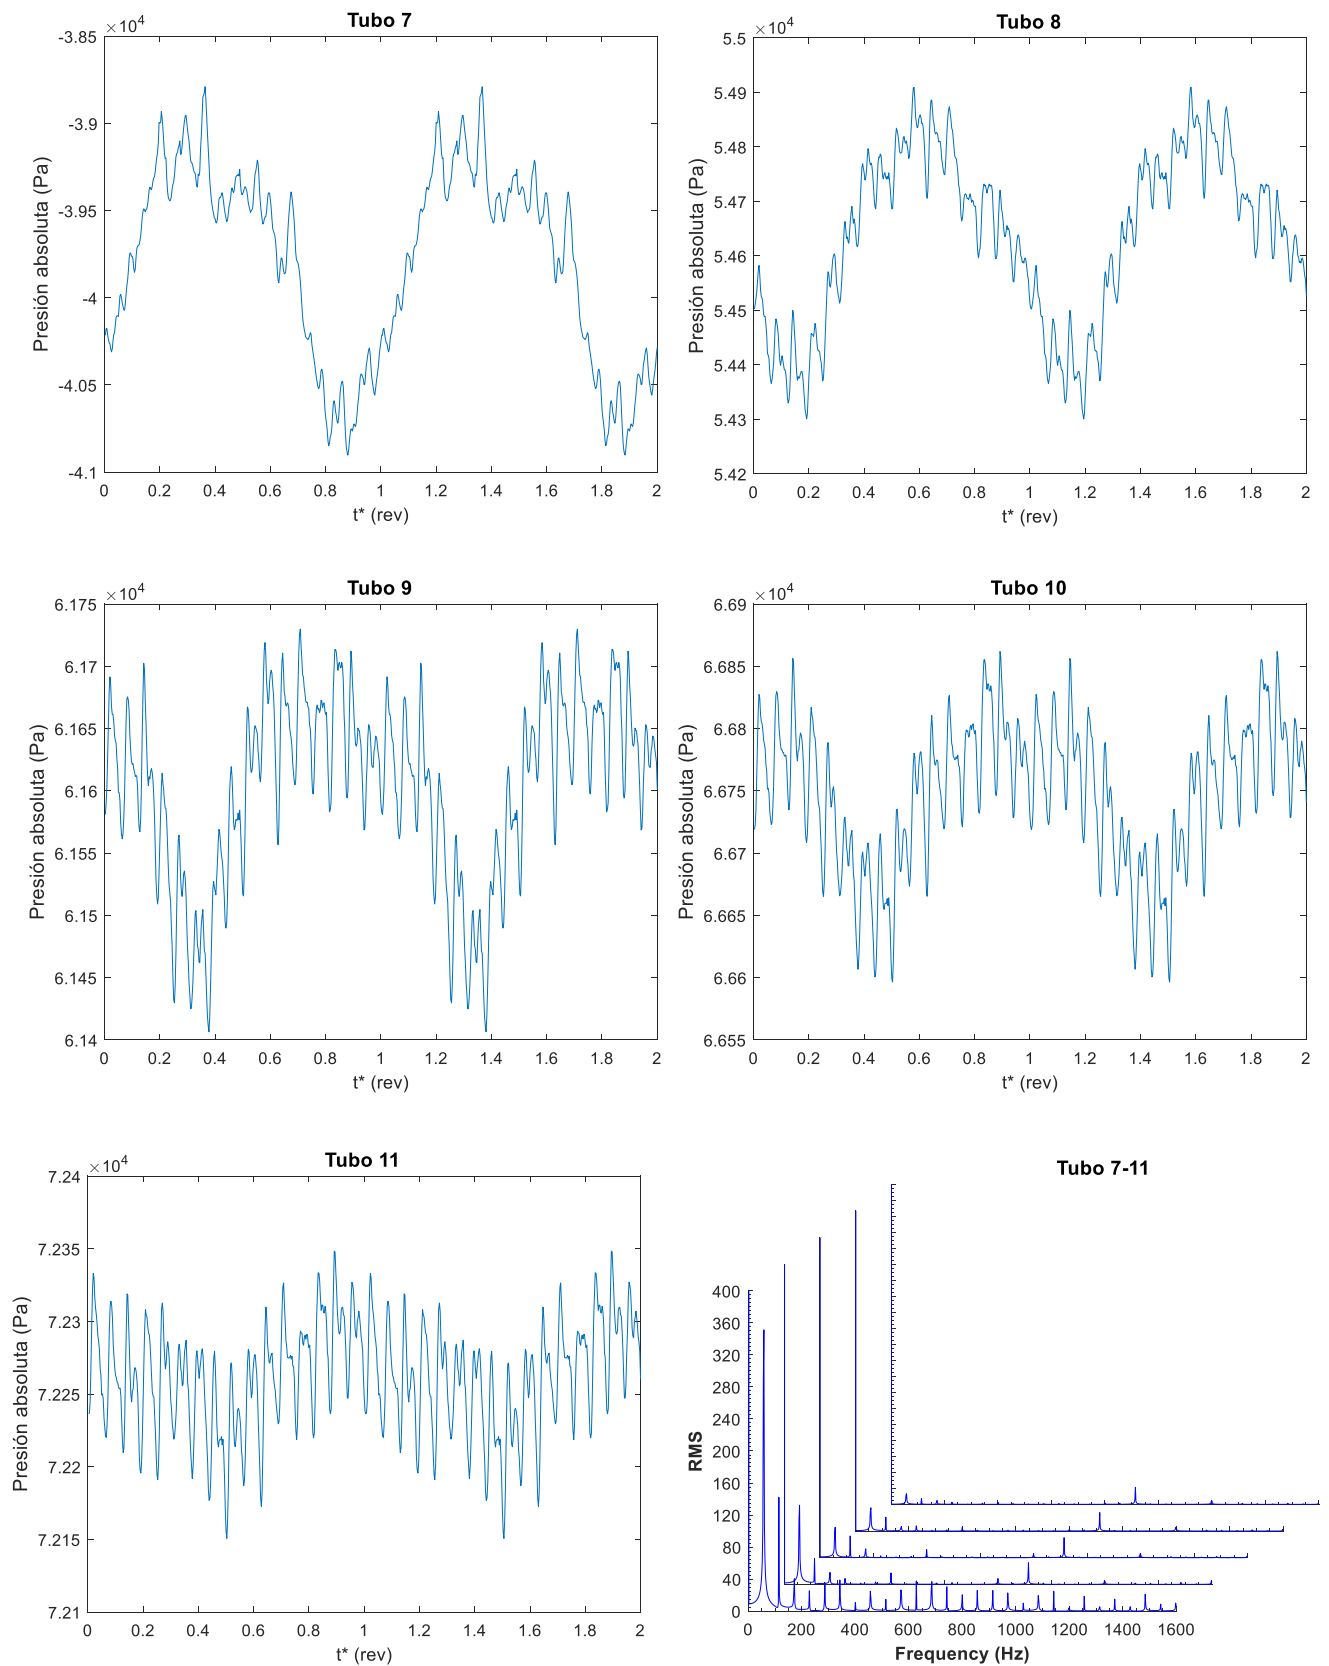 Tubo 7
×10⁴
-3.85
-3.9
-3.95
-4
-4.05
-4.1
Presión absoluta (Pa)
0 0.2 0.4 0.6 0.8 1 1.2 1.4 1.6 1.8 2
t* (rev)
Tubo 8
×10⁴
5.5
5.49
5.48
5.47
5.46
5.45
5.44
5.43
5.42
Presión absoluta (Pa)
0 0.2 0.4 0.6 0.8 1 1.2 1.4 1.6 1.8 2
t* (rev)
Tubo 9
×10⁴
6.175
6.17
6.165
6.16
6.155
6.15
6.145
6.14
Presión absoluta (Pa)
0 0.2 0.4 0.6 0.8 1 1.2 1.4 1.6 1.8 2
t* (rev)
Tubo 10
×10⁴
6.69
6.685
6.68
6.675
6.67
6.665
6.66
6.655
Presión absoluta (Pa)
0 0.2 0.4 0.6 0.8 1 1.2 1.4 1.6 1.8 2
t* (rev)
Tubo 11
×10⁴
7.24
7.235
7.23
7.225
7.22
7.215
7.21
Presión absoluta (Pa)
0 0.2 0.4 0.6 0.8 1 1.2 1.4 1.6 1.8 2
t* (rev)
Tubo 7-11
400
360
320
280
240
200
160
120
80
40
0
RMS
0 200 400 600 800 1000 1200 1400 1600
Frequency (Hz)